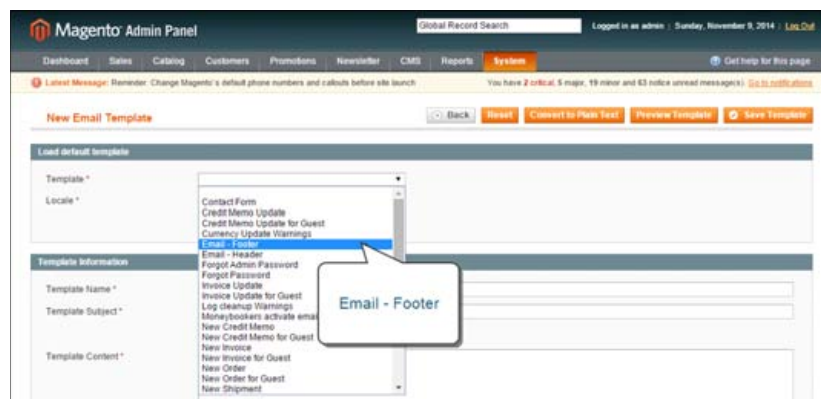 Magento® Admin Panel
Global Record Search
Logged in as admin | Sunday, November 9, 2014 | Log Out
Dashboard Sales Catalog Customers Promotions Newsletter CMS Reports System Get help for this page
Latest Message: Reminder: Change Magento's default phone numbers and callouts before site launch
You have 2 critical, 5 major, 19 minor and 63 notice unread message(s). Go to notifications
New Email Template
Back Reset Convert to Plain Text Preview Template Save Template
Load default template
Template *
Locale *
Contact Form
Credit Memo Update
Credit Memo Update for Guest
Currency Update Warnings
Email - Footer
Email - Header
Forgot Admin Password
Forgot Password
Invoice Update
Invoice Update for Guest
Log cleanup Warnings
Moneybookers activate emai
New Credit Memo
New Credit Memo for Guest
New Invoice
New Invoice for Guest
New Order
New Order for Guest
New Shipment
Email - Footer
Template Information
Template Name *
Template Subject *
Template Content *